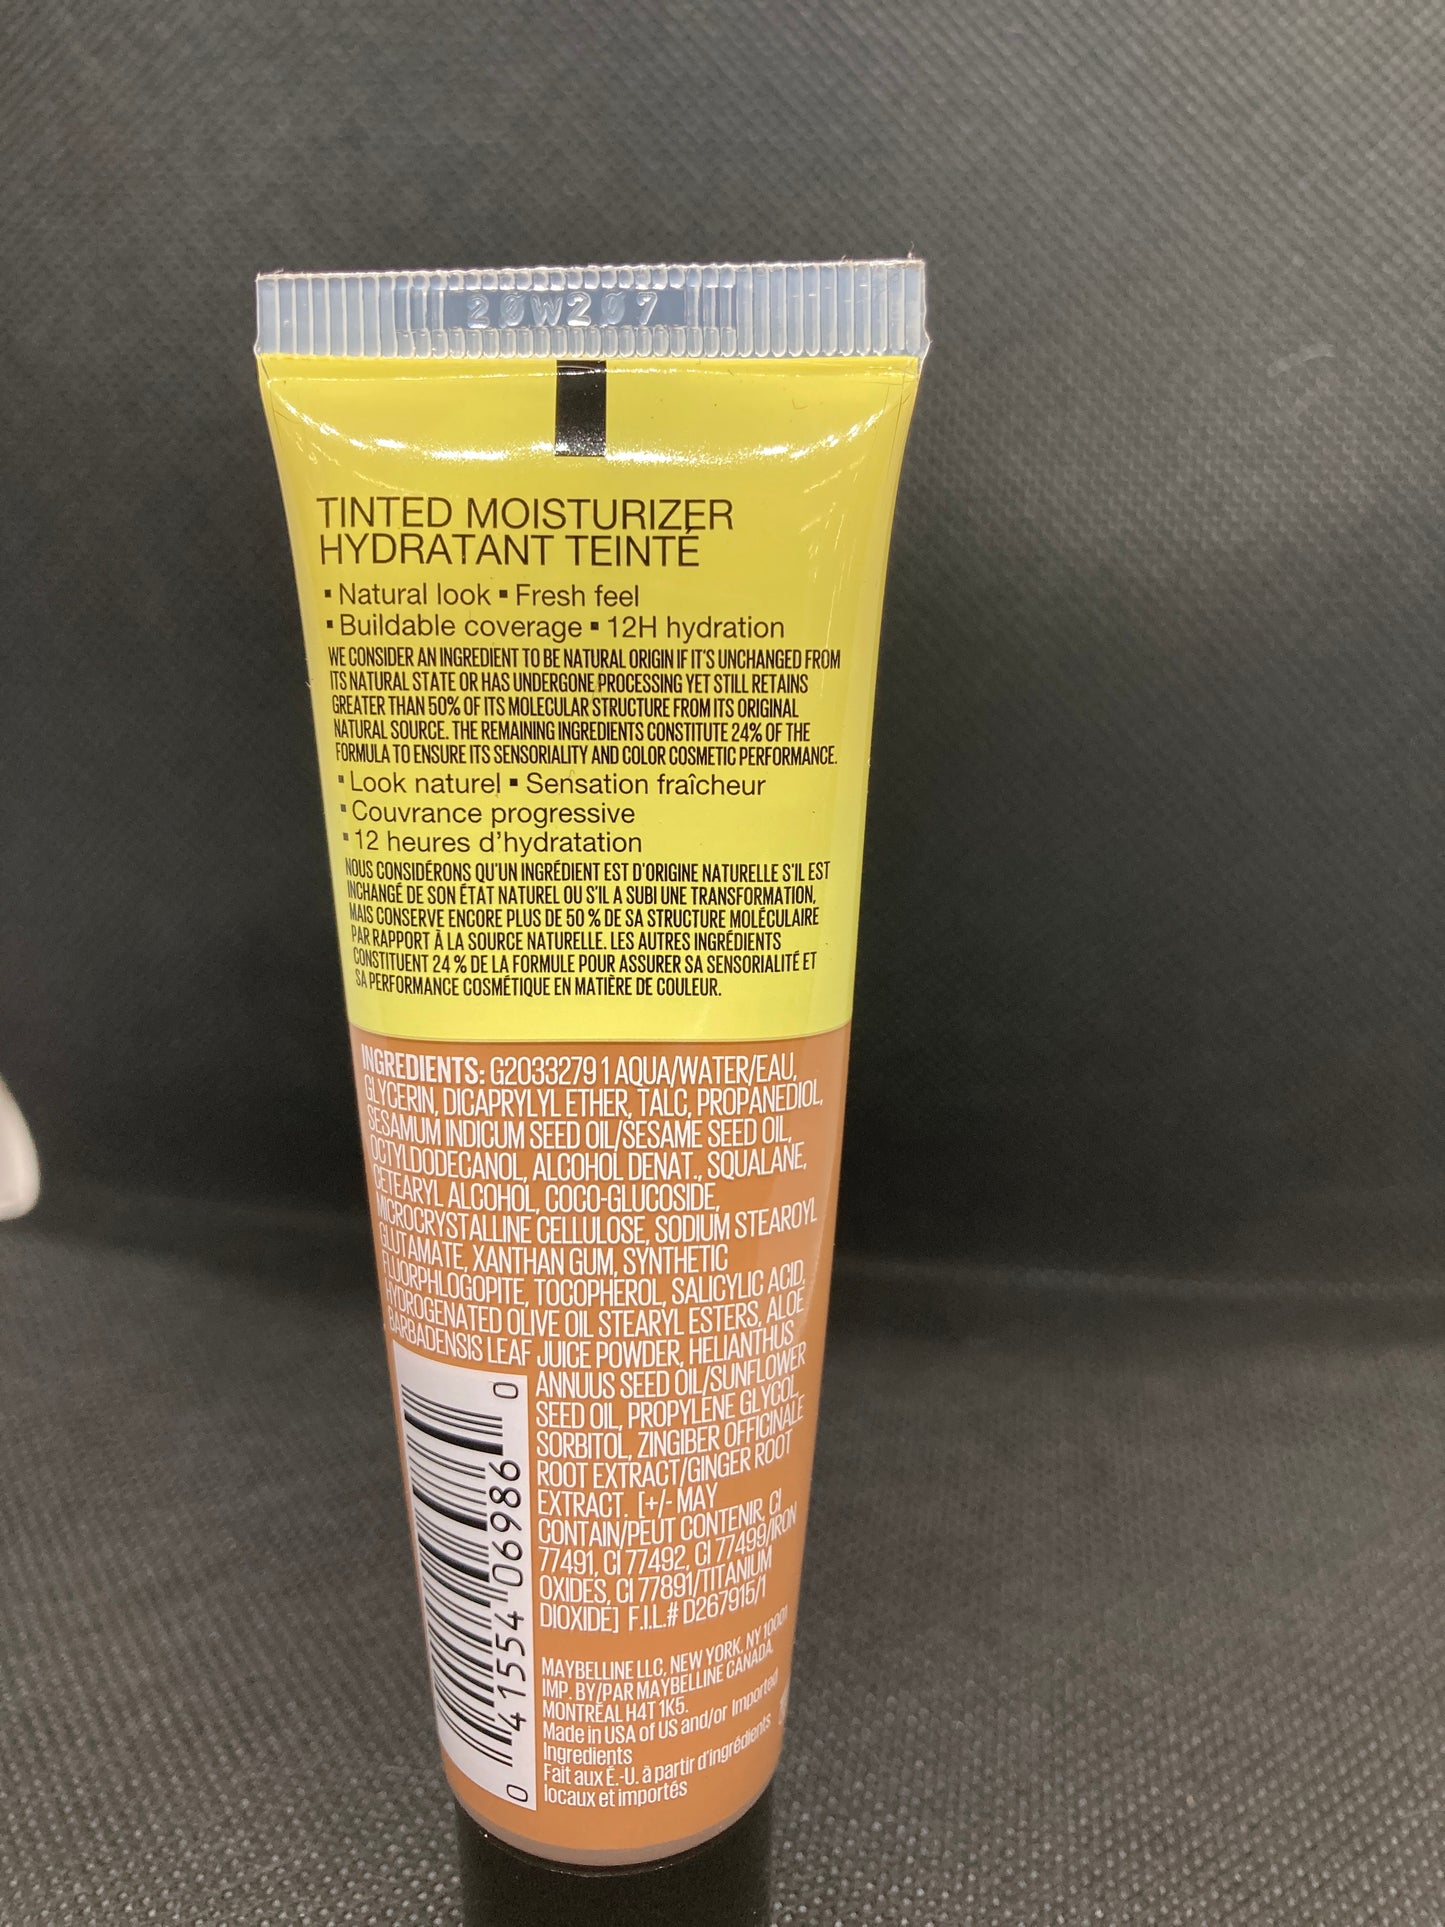 20W207
TINTED MOISTURIZER
HYDRATANT TEINTÉ
▪ Natural look ▪ Fresh feel
▪ Buildable coverage ▪ 12H hydration
WE CONSIDER AN INGREDIENT TO BE NATURAL ORIGIN IF IT'S UNCHANGED FROM
ITS NATURAL STATE OR HAS UNDERGONE PROCESSING YET STILL RETAINS
GREATER THAN 50% OF ITS MOLECULAR STRUCTURE FROM ITS ORIGINAL
NATURAL SOURCE. THE REMAINING INGREDIENTS CONSTITUTE 24% OF THE
FORMULA TO ENSURE ITS SENSORIALITY AND COLOR COSMETIC PERFORMANCE.
▪ Look naturel ▪ Sensation fraîcheur
▪ Couvrance progressive
▪ 12 heures d'hydratation
NOUS CONSIDÉRONS QU'UN INGRÉDIENT EST D'ORIGINE NATURELLE S'IL EST
INCHANGÉ DE SON ÉTAT NATUREL OU S'IL A SUBI UNE TRANSFORMATION,
MAIS CONSERVE ENCORE PLUS DE 50 % DE SA STRUCTURE MOLÉCULAIRE
PAR RAPPORT À LA SOURCE NATURELLE. LES AUTRES INGRÉDIENTS
CONSTITUENT 24 % DE LA FORMULE POUR ASSURER SA SENSORIALITÉ ET
SA PERFORMANCE COSMÉTIQUE EN MATIÈRE DE COULEUR.
INGREDIENTS: G2033279 1 AQUA/WATER/EAU,
GLYCERIN, DICAPRYLYL ETHER, TALC, PROPANEDIOL,
SESAMUM INDICUM SEED OIL/SESAME SEED OIL,
OCTYLDODECANOL, ALCOHOL DENAT., SQUALANE,
CETEARYL ALCOHOL, COCO-GLUCOSIDE,
MICROCRYSTALLINE CELLULOSE, SODIUM STEAROYL
GLUTAMATE, XANTHAN GUM, SYNTHETIC
FLUORPHLOGOPITE, TOCOPHEROL, SALICYLIC ACID,
HYDROGENATED OLIVE OIL STEARYL ESTERS, ALOE
BARBADENSIS LEAF JUICE POWDER, HELIANTHUS
ANNUUS SEED OIL/SUNFLOWER
SEED OIL, PROPYLENE GLYCOL,
SORBITOL, ZINGIBER OFFICINALE
ROOT EXTRACT/GINGER ROOT
EXTRACT. [+/- MAY
CONTAIN/PEUT CONTENIR, CI
77491, CI 77492, CI 77499/IRON
OXIDES, CI 77891/TITANIUM
DIOXIDE] F.I.L.# D267915/1
MAYBELLINE LLC, NEW YORK, NY 10001
IMP. BY/PAR MAYBELLINE CANADA,
MONTRÉAL H4T 1K5.
Made in USA of US and/or Imported
Ingredients
Fait aux É.-U. à partir d'ingrédients
locaux et importés
0 41554 06986 0